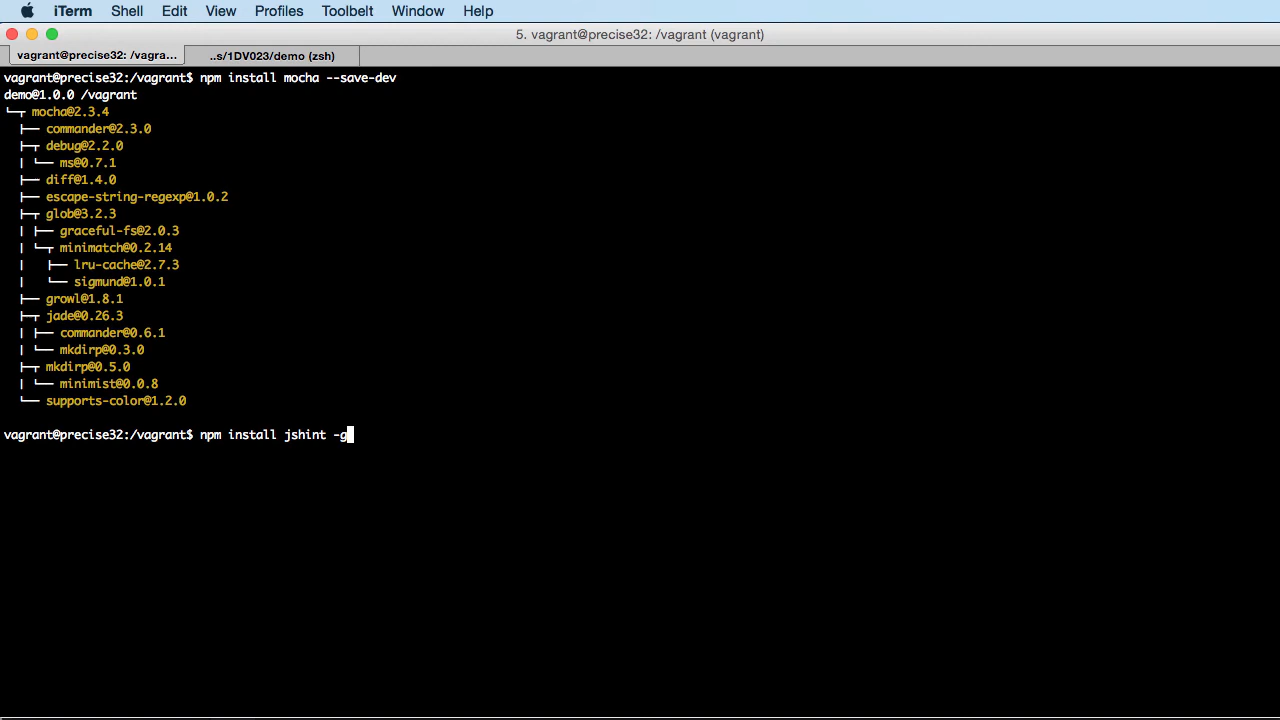 iTerm Shell Edit View Profiles Toolbelt Window Help
5. vagrant@precise32: /vagrant (vagrant)
vagrant@precise32: /vagra... ..s/1DV023/demo (zsh)
vagrant@precise32:/vagrant$ npm install mocha --save-dev
demo@1.0.0 /vagrant
└─┬ mocha@2.3.4
  ├── commander@2.3.0
  ├─┬ debug@2.2.0
  | └── ms@0.7.1
  ├── diff@1.4.0
  ├── escape-string-regexp@1.0.2
  ├─┬ glob@3.2.3
  | ├── graceful-fs@2.0.3
  | └─┬ minimatch@0.2.14
  |   ├── lru-cache@2.7.3
  |   └── sigmund@1.0.1
  ├── growl@1.8.1
  ├─┬ jade@0.26.3
  | ├── commander@0.6.1
  | └── mkdirp@0.3.0
  ├─┬ mkdirp@0.5.0
  | └── minimist@0.0.8
  └── supports-color@1.2.0
vagrant@precise32:/vagrant$ npm install jshint -g